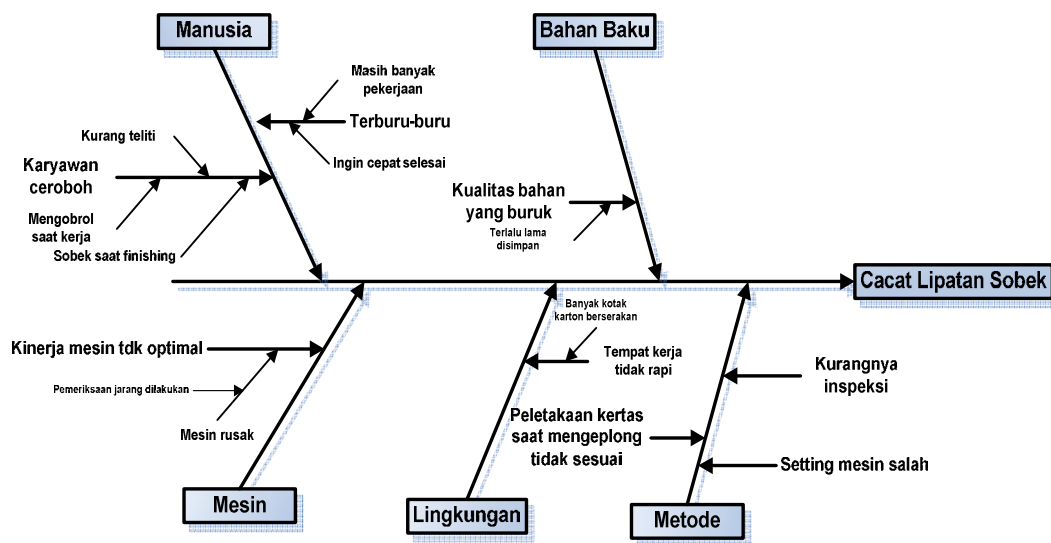 Manusia
Bahan Baku
Masih banyak
pekerjaan
Terburu-buru
Kurang teliti
Ingin cepat selesai
Karyawan
ceroboh
Mengobrol
saat kerja
Sobek saat finishing
Kualitas bahan
yang buruk
Terlalu lama
disimpan
Cacat Lipatan Sobek
Banyak kotak
karton berserakan
Kinerja mesin tdk optimal
Tempat kerja
tidak rapi
Kurangnya
inspeksi
Pemeriksaan jarang dilakukan
Mesin rusak
Peletakaan kertas
saat mengeplong
tidak sesuai
Setting mesin salah
Mesin
Lingkungan
Metode